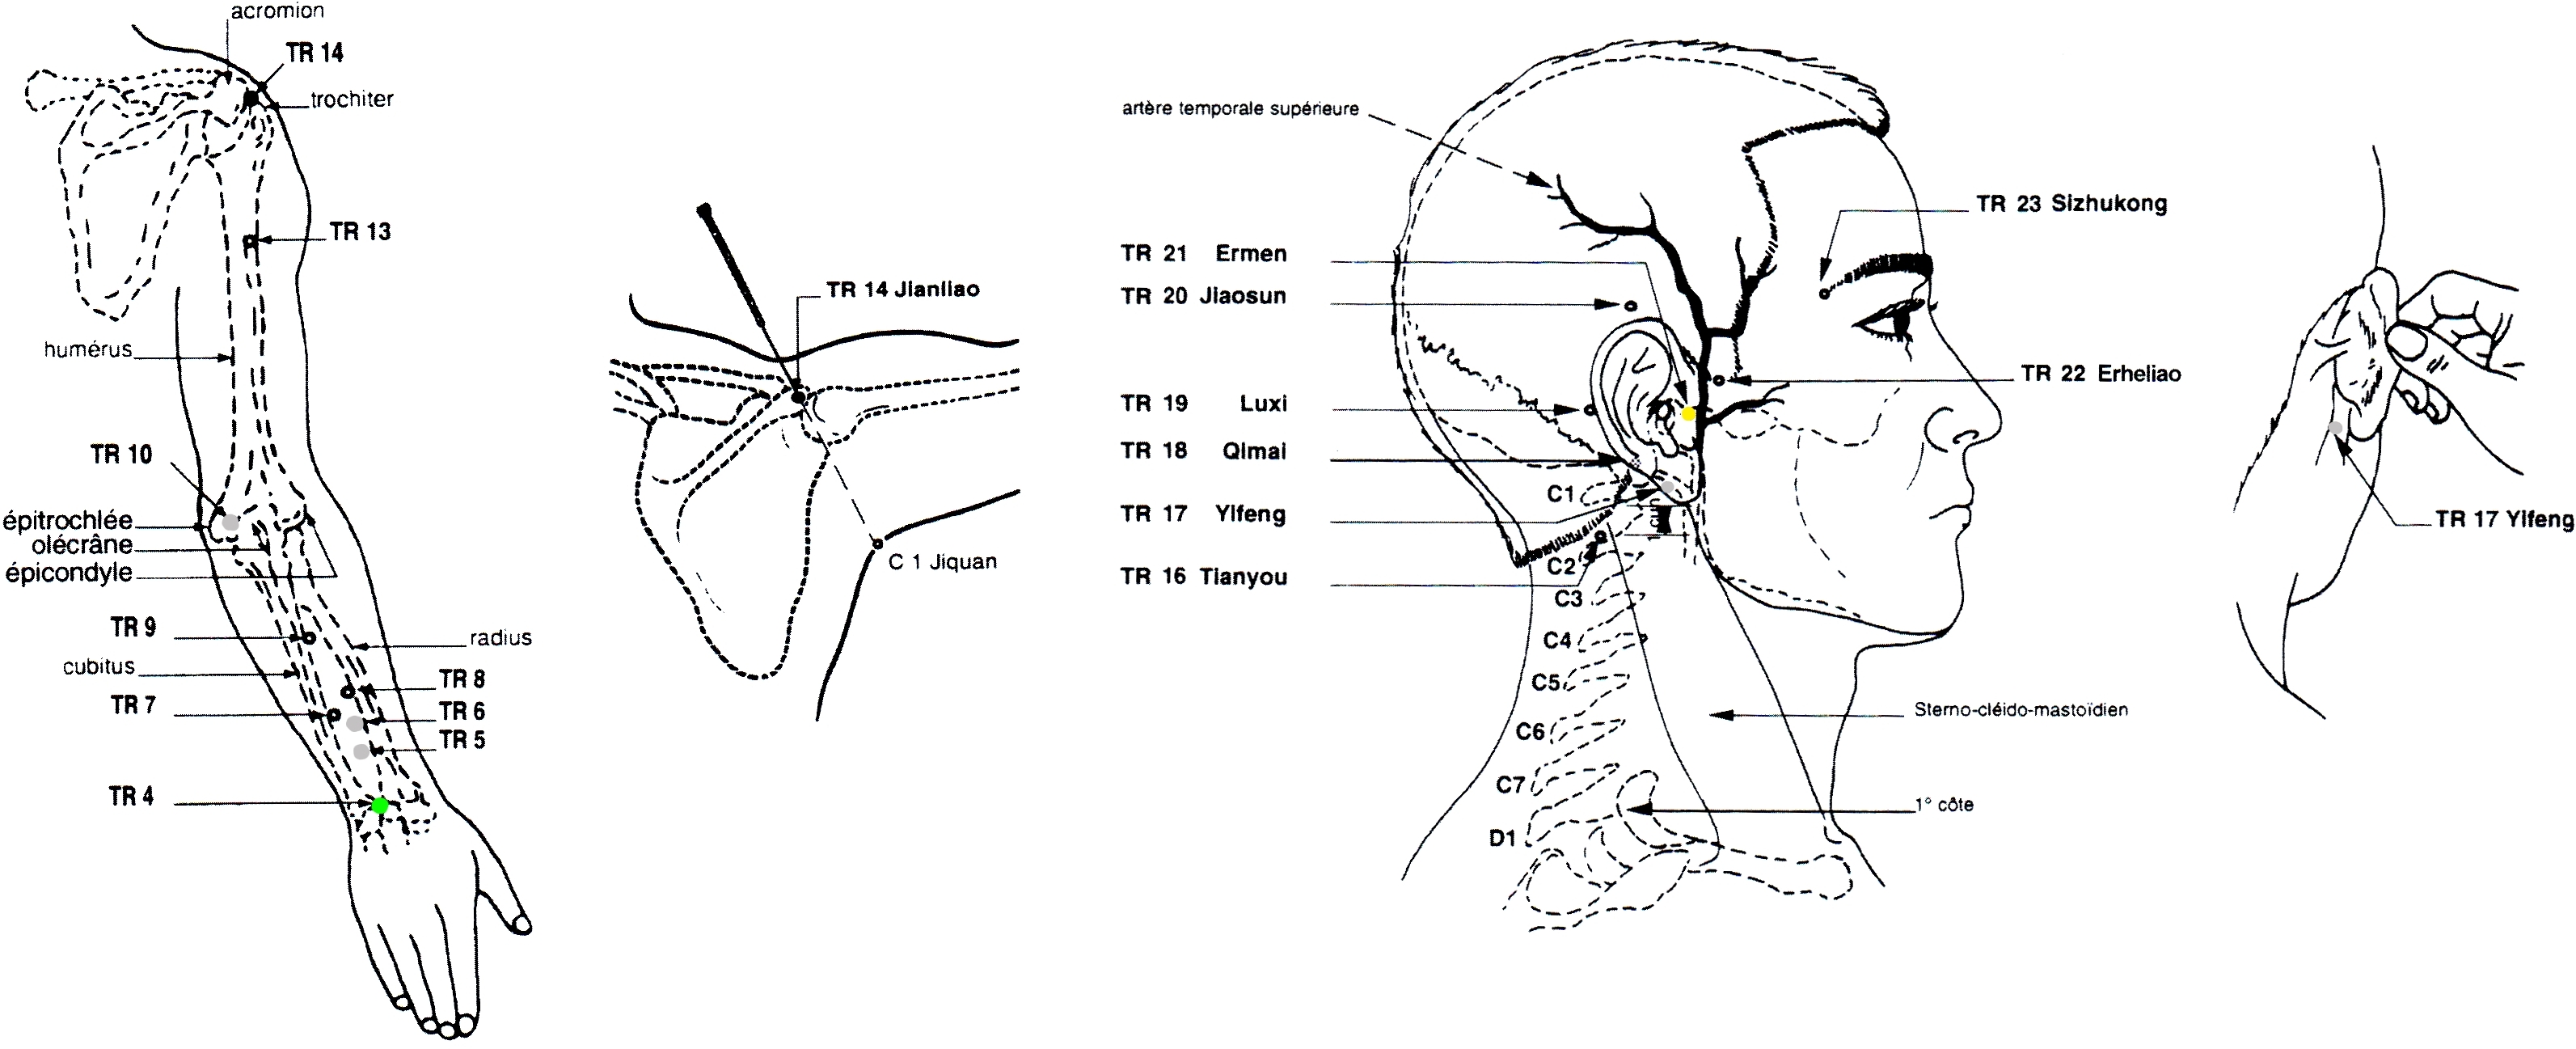 acromion
TR 14
trochiter
TR 13
humérus
TR 10
épitrochlée
olécrâne
épicondyle
TR 9
radius
cubitus
TR 8
TR 7
TR 6
TR 5
TR 4
TR 14 Jianliao
C 1 Jiquan
artère temporale supérieure
TR 23 Sizhukong
TR 21 Ermen
TR 20 Jiaosun
TR 22 Erheliao
TR 19 Luxi
TR 18 Qimai
C1
TR 17 Yifeng
1 cun
C2
TR 16 Tianyou
C3
C4
C5
C6
Sterno-cléido-mastoïdien
C7
1° côte
D1
TR 17 Yifeng